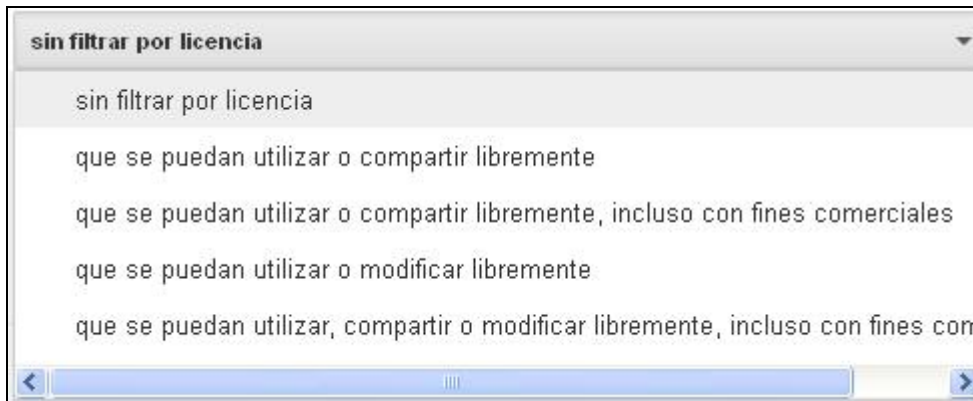 sin filtrar por licencia
sin filtrar por licencia
que se puedan utilizar o compartir libremente
que se puedan utilizar o compartir libremente, incluso con fines comerciales
que se puedan utilizar o modificar libremente
que se puedan utilizar, compartir o modificar libremente, incluso con fines